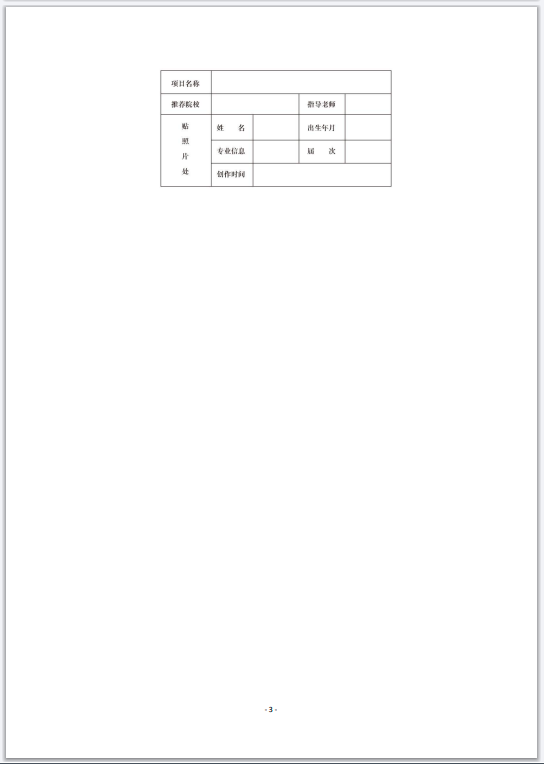 项目名称
推荐院校 指导老师
贴照片处
姓　　名 出生年月
专业信息 届　　次
创作时间
- 3 -